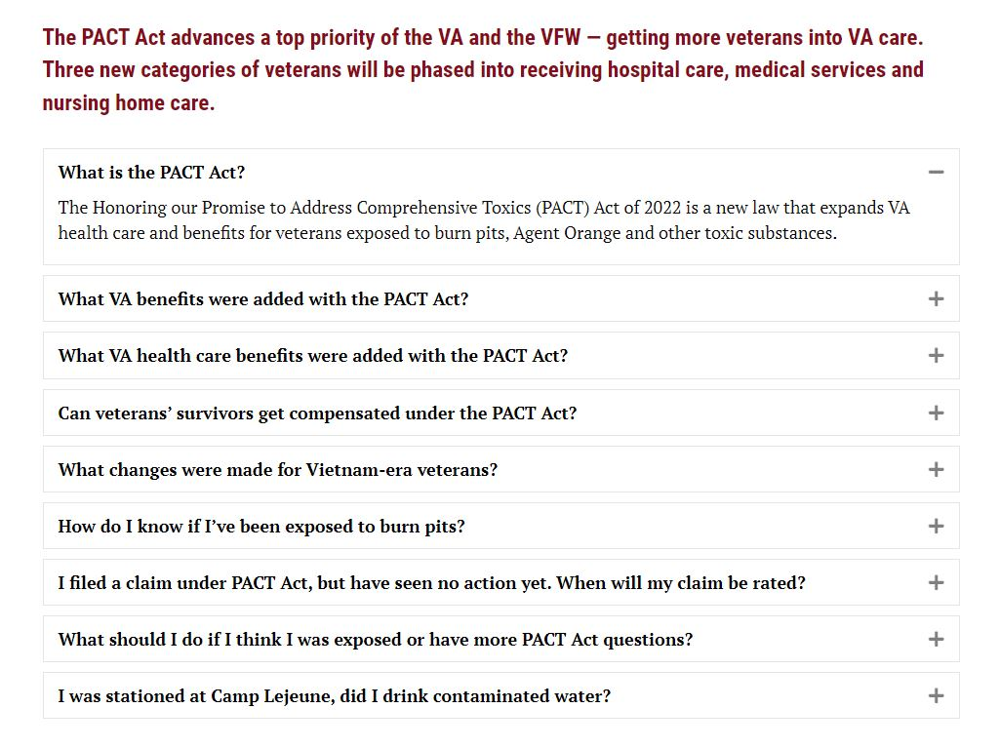 The PACT Act advances a top priority of the VA and the VFW — getting more veterans into VA care.
Three new categories of veterans will be phased into receiving hospital care, medical services and
nursing home care.
What is the PACT Act?
The Honoring our Promise to Address Comprehensive Toxics (PACT) Act of 2022 is a new law that expands VA
health care and benefits for veterans exposed to burn pits, Agent Orange and other toxic substances.
What VA benefits were added with the PACT Act?
What VA health care benefits were added with the PACT Act?
Can veterans’ survivors get compensated under the PACT Act?
What changes were made for Vietnam-era veterans?
How do I know if I’ve been exposed to burn pits?
I filed a claim under PACT Act, but have seen no action yet. When will my claim be rated?
What should I do if I think I was exposed or have more PACT Act questions?
I was stationed at Camp Lejeune, did I drink contaminated water?